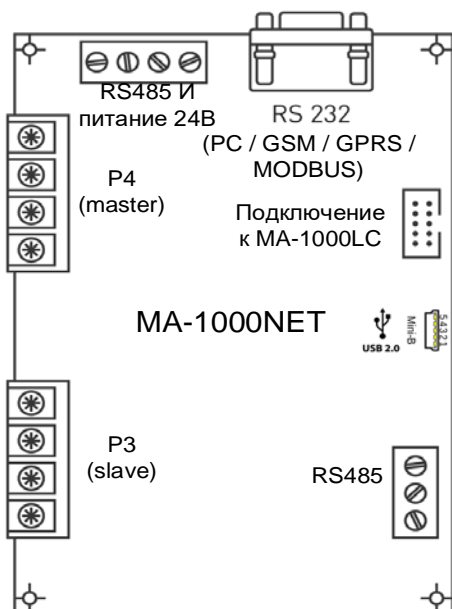 RS485 И
питание 24В
RS 232
(PC / GSM / GPRS /
MODBUS)
P4
(master)
Подключение
к MA-1000LC
MA-1000NET
USB 2.0
Mini-B
54321
P3
(slave)
RS485